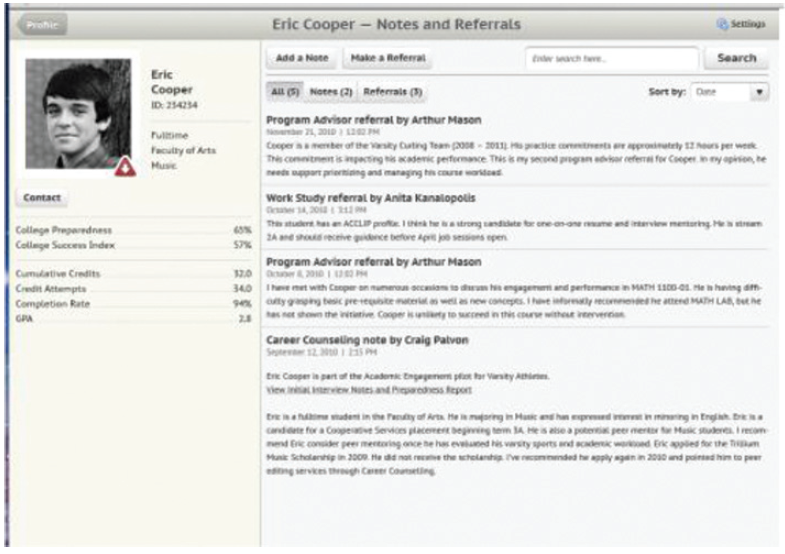 Profile
Eric Cooper — Notes and Referrals
Settings
Eric
Cooper
ID: 234234
Fulltime
Faculty of Arts
Music
Contact
College Preparedness 65%
College Success Index 57%
Cumulative Credits 32.0
Credit Attempts 34.0
Completion Rate 94%
GPA 2.8
Add a Note
Make a Referral
Enter search here...
Search
All (5)
Notes (2)
Referrals (3)
Sort by:
Date
Program Advisor referral by Arthur Mason
November 21, 2010 | 12:02 PM
Cooper is a member of the Varsity Curling Team (2008 – 2011). His practice commitments are approximately 12 hours per week.
This commitment is impacting his academic performance. This is my second program advisor referral for Cooper. In my opinion, he
needs support prioritizing and managing his course workload.
Work Study referral by Anita Kanalopolis
October 14, 2010 | 3:12 PM
This student has an ACCLIP profile. I think he is a strong candidate for one-on-one resume and interview mentoring. He is stream
2A and should receive guidance before April job sessions open.
Program Advisor referral by Arthur Mason
October 8, 2010 | 12:02 PM
I have met with Cooper on numerous occasions to discuss his engagement and performance in MATH 1100-01. He is having diff-
culty grasping basic pre-requisite material as well as new concepts. I have informally recommended he attend MATH LAB, but he
has not shown the initiative. Cooper is unlikely to succeed in this course without intervention.
Career Counseling note by Craig Palvon
September 12, 2010 | 2:15 PM
Eric Cooper is part of the Academic Engagement pilot for Varsity Athletes.
View Initial Interview Notes and Preparedness Report
Eric is a fulltime student in the Faculty of Arts. He is majoring in Music and has expressed interest in minoring in English. Eric is a
candidate for a Cooperative Services placement beginning term 3A. He is also a potential peer mentor for Music students. I recom-
mend Eric consider peer mentoring once he has evaluated his varsity sports and academic workload. Eric applied for the Trillium
Music Scholarship in 2009. He did not receive the scholarship. I've recommended he apply again in 2010 and pointed him to peer
editing services through Career Counselling.